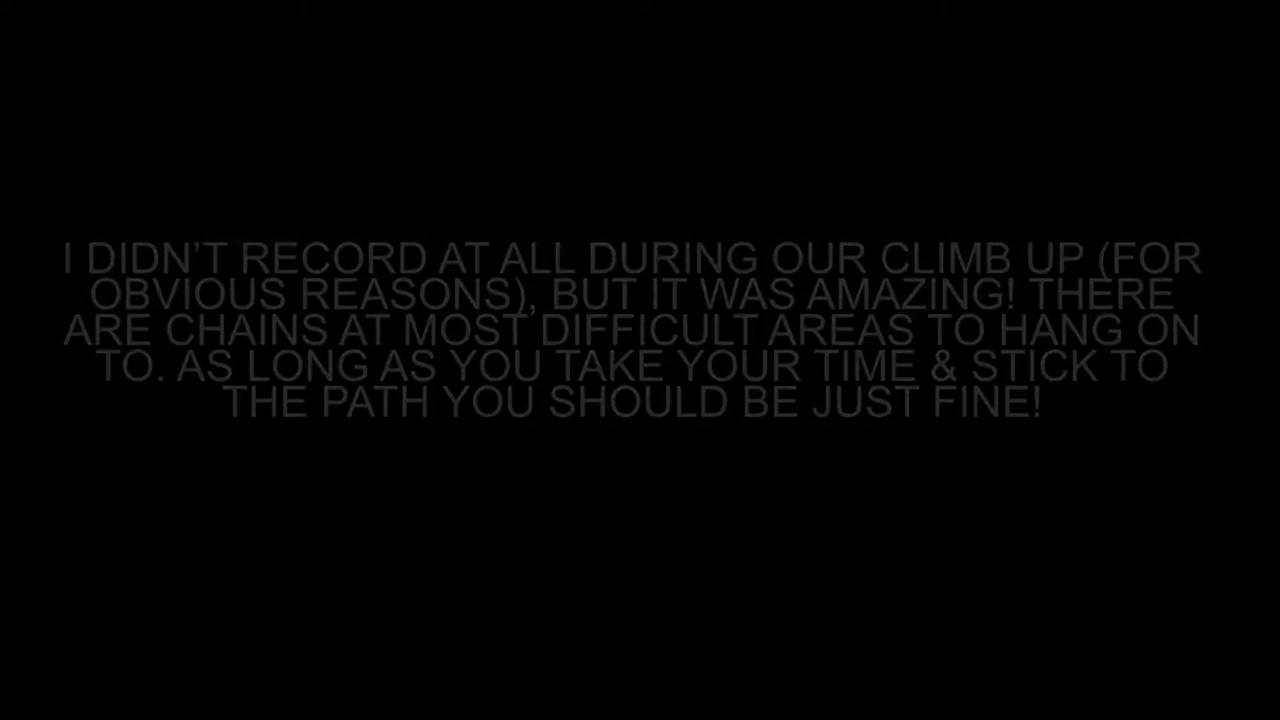 I DIDN’T RECORD AT ALL DURING OUR CLIMB UP (FOR
OBVIOUS REASONS), BUT IT WAS AMAZING! THERE
ARE CHAINS AT MOST DIFFICULT AREAS TO HANG ON
TO. AS LONG AS YOU TAKE YOUR TIME & STICK TO
THE PATH YOU SHOULD BE JUST FINE!